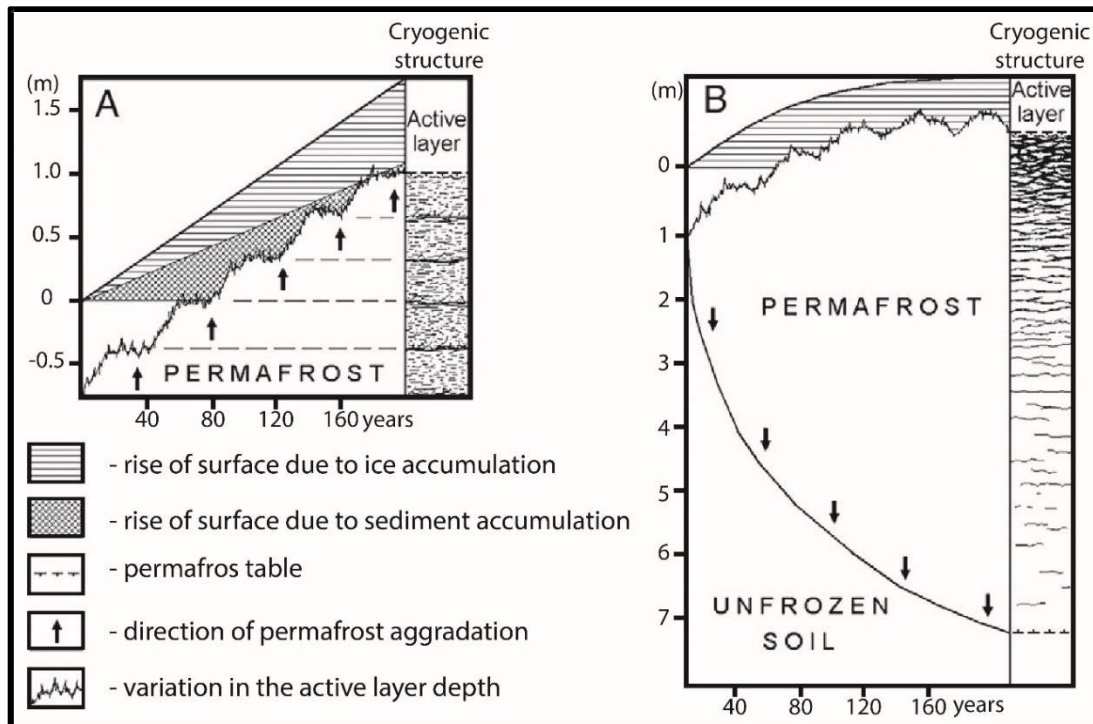 Cryogenic
structure
(m)
A
1.5
1.0
0.5
0
-0.5
Active
layer
PERMAFROST
40 80 120 160 years
- rise of surface due to ice accumulation
- rise of surface due to sediment accumulation
- permafros table
- direction of permafrost aggradation
- variation in the active layer depth
Cryogenic
structure
(m)
B
Active
layer
0
1
2
3
4
5
6
7
PERMAFROST
UNFROZEN
SOIL
40 80 120 160 years